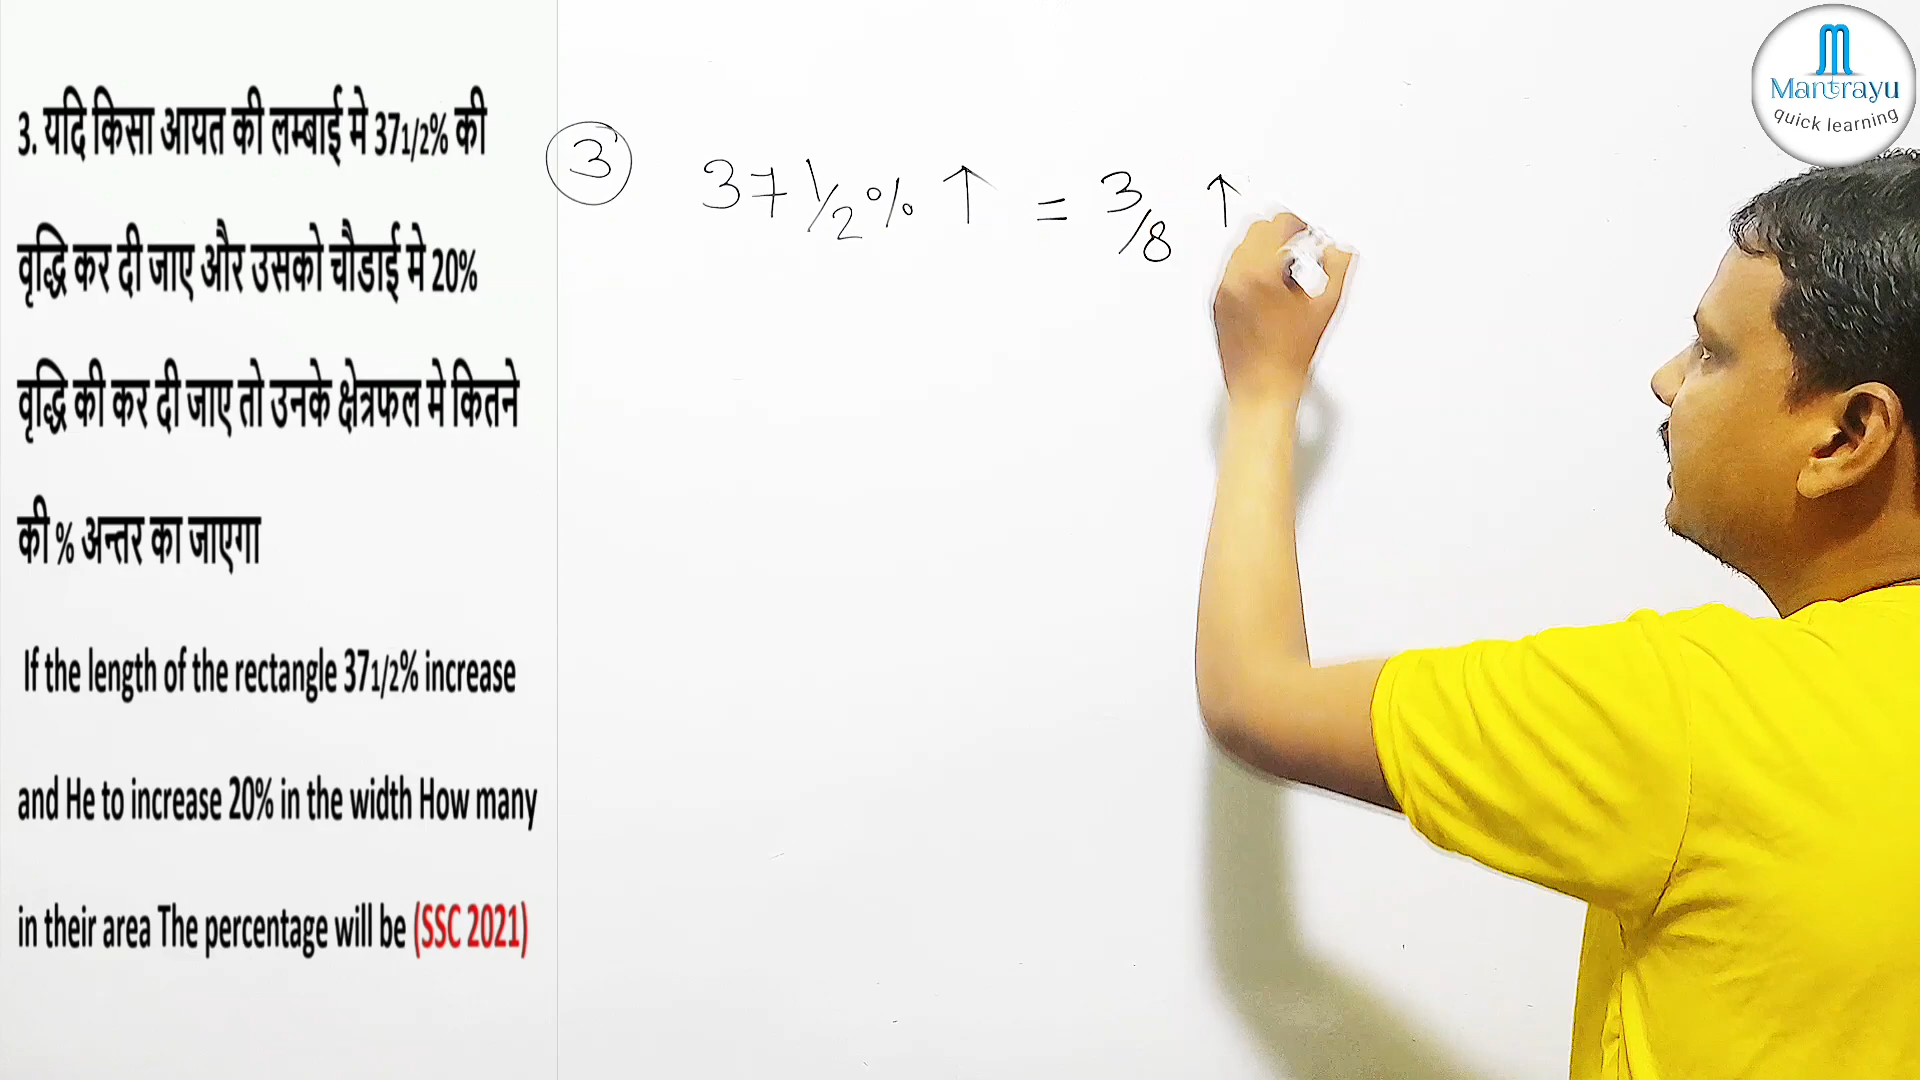 3. यदि किसा आयत की लम्बाई मे 371/2% की
वृद्धि कर दी जाए और उसको चौडाई मे 20%
वृद्धि की कर दी जाए तो उनके क्षेत्रफल मे कितने
की % अन्तर का जाएगा
If the length of the rectangle 371/2% increase
and He to increase 20% in the width How many
in their area The percentage will be (SSC 2021)
3 37 1/2 % ↑ = 3/8 ↑
Mantrayu
quick learning